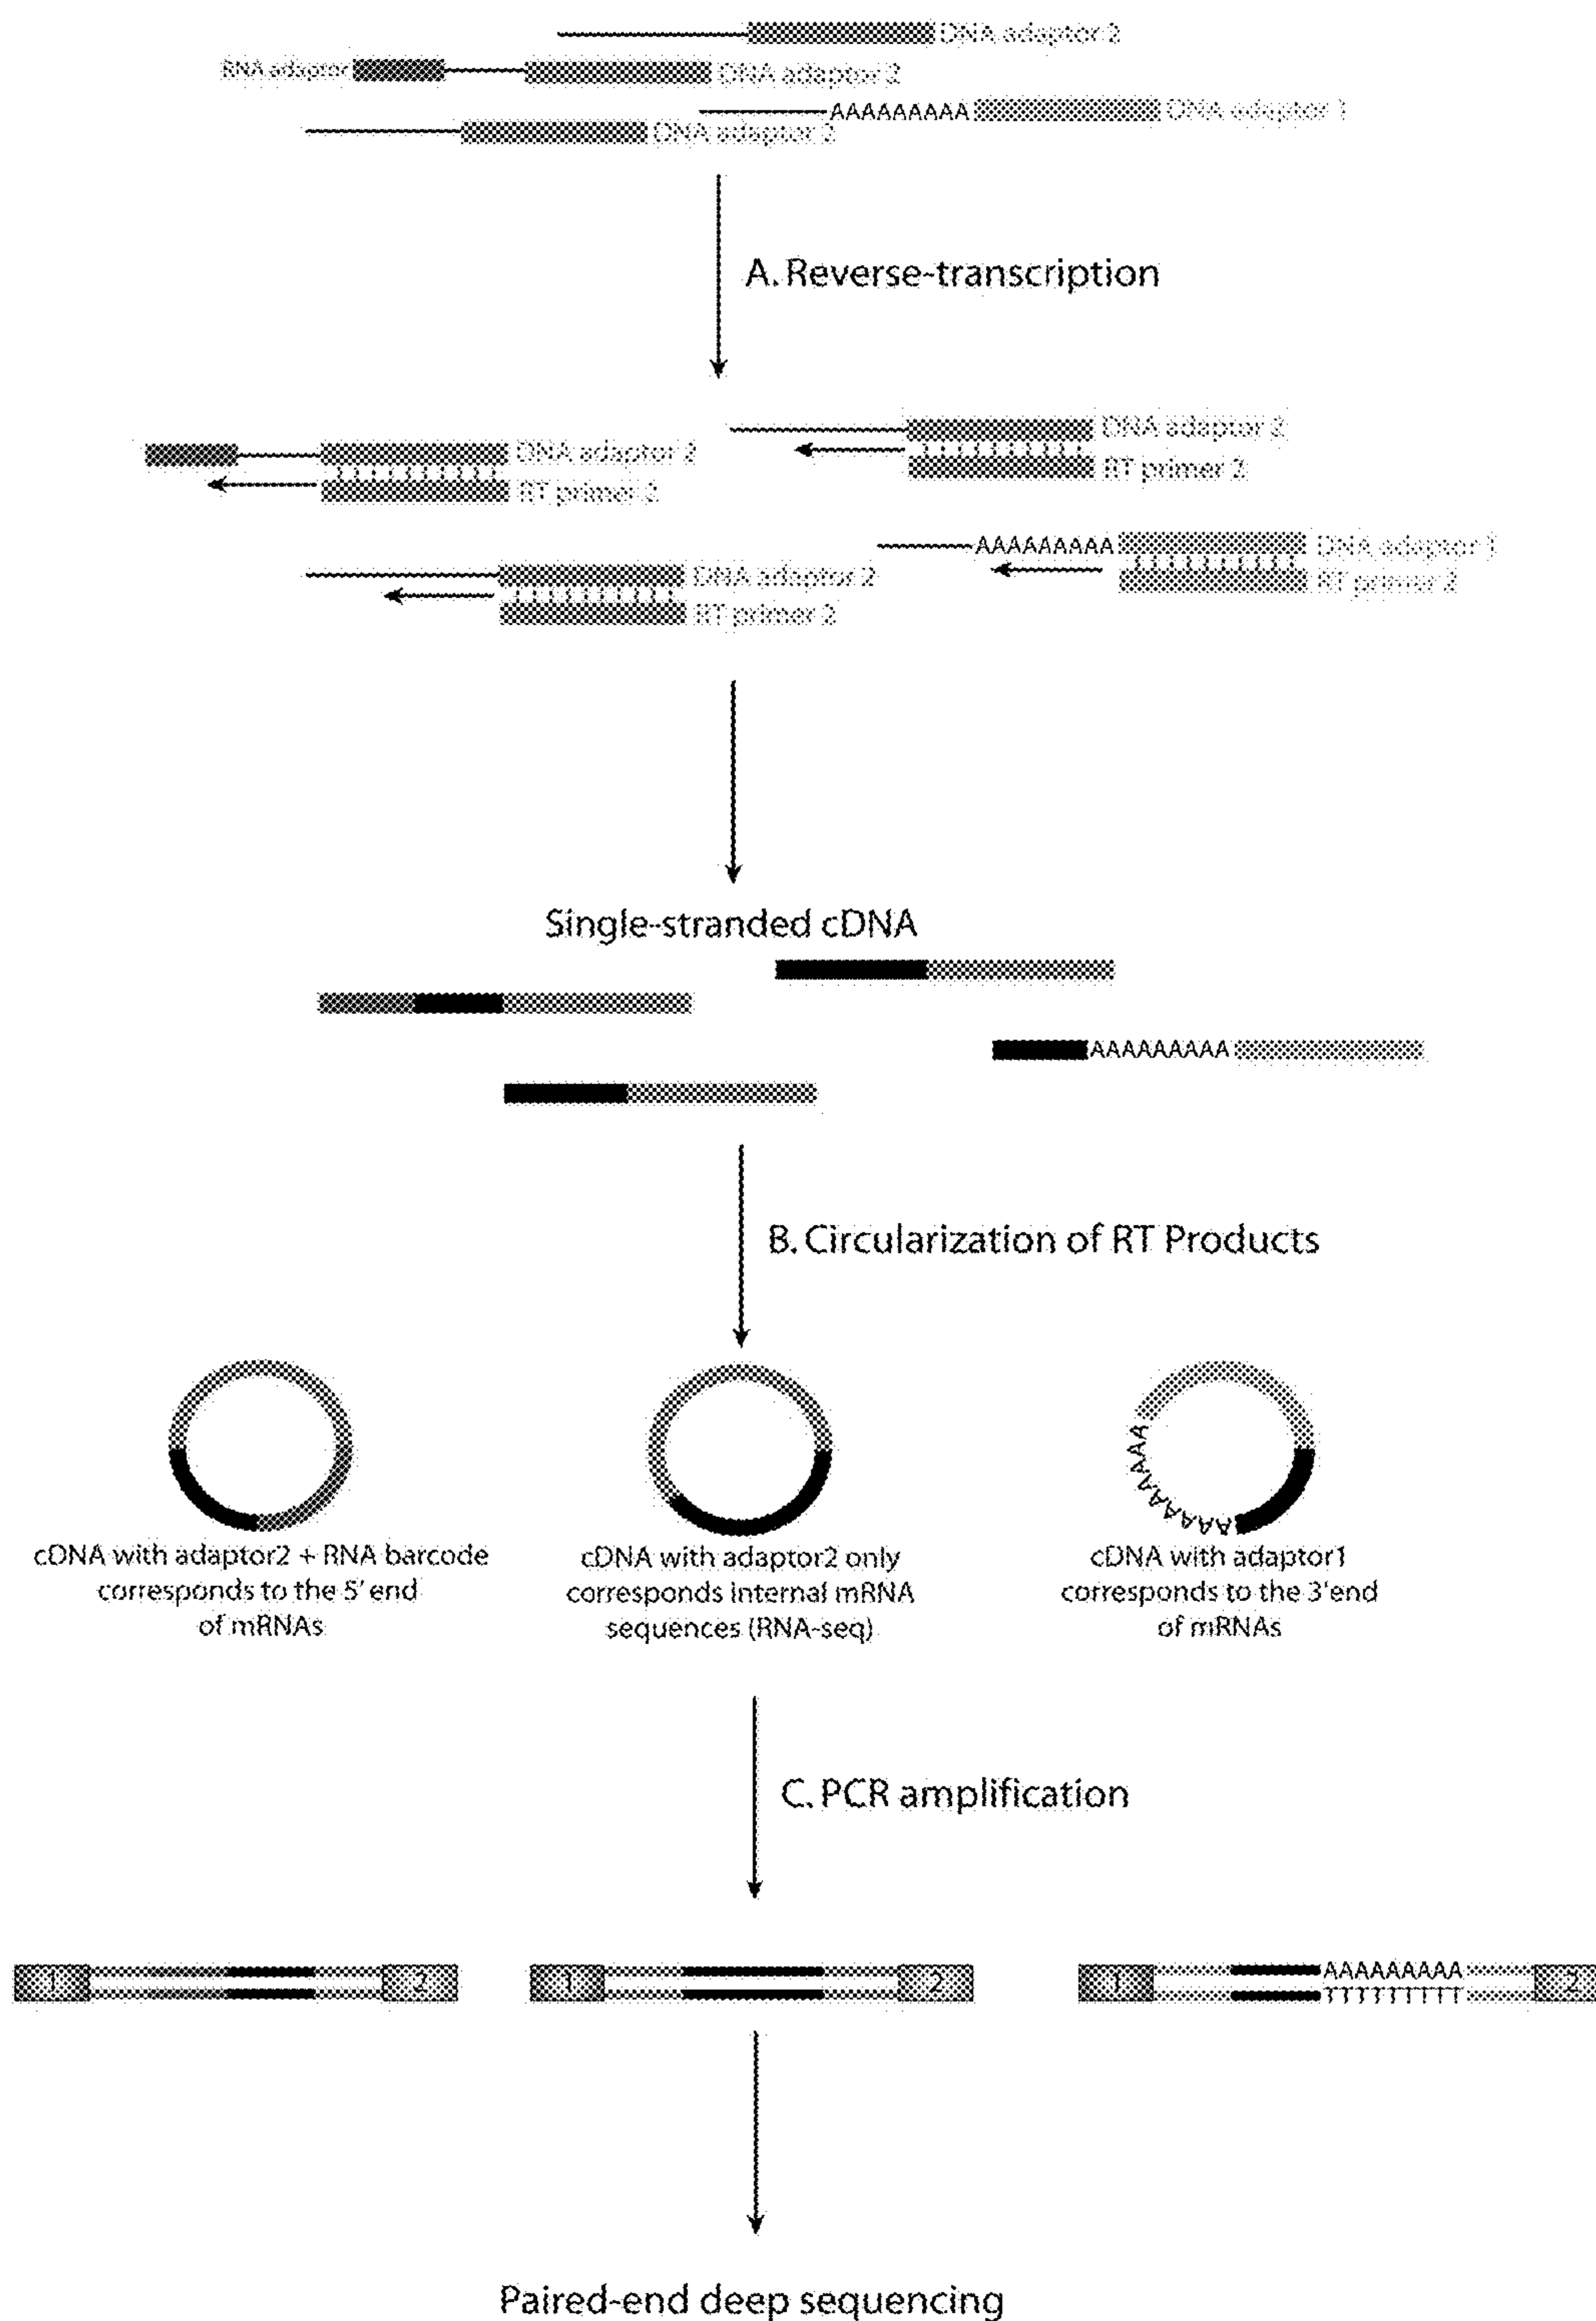 DNA adaptor 2
RNA adaptor
DNA adaptor 2
AAAAAAAAA
DNA adaptor 1
DNA adaptor 2
A. Reverse-transcription
DNA adaptor 2
RT primer 2
DNA adaptor 2
RT primer 2
AAAAAAAAA
DNA adaptor 1
RT primer 2
DNA adaptor 2
RT primer 2
Single-stranded cDNA
AAAAAAAAA
B. Circularization of RT Products
AAAAAAAAA
cDNA with adaptor2 + RNA barcode
corresponds to the 5' end
of mRNAs
cDNA with adaptor2 only
corresponds internal mRNA
sequences (RNA-seq)
cDNA with adaptor1
corresponds to the 3'end
of mRNAs
C. PCR amplification
1
2
1
2
1
AAAAAAAAA
TTTTTTTTT
2
Paired-end deep sequencing